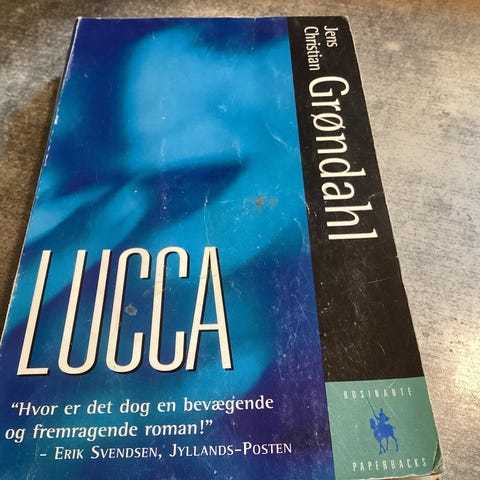 Jens
Christian
Grøndahl
LUCCA
"Hvor er det dog en bevægende
og fremragende roman!"
- ERIK SVENDSEN, JYLLANDS-POSTEN
ROSINANTE
PAPERBACKS